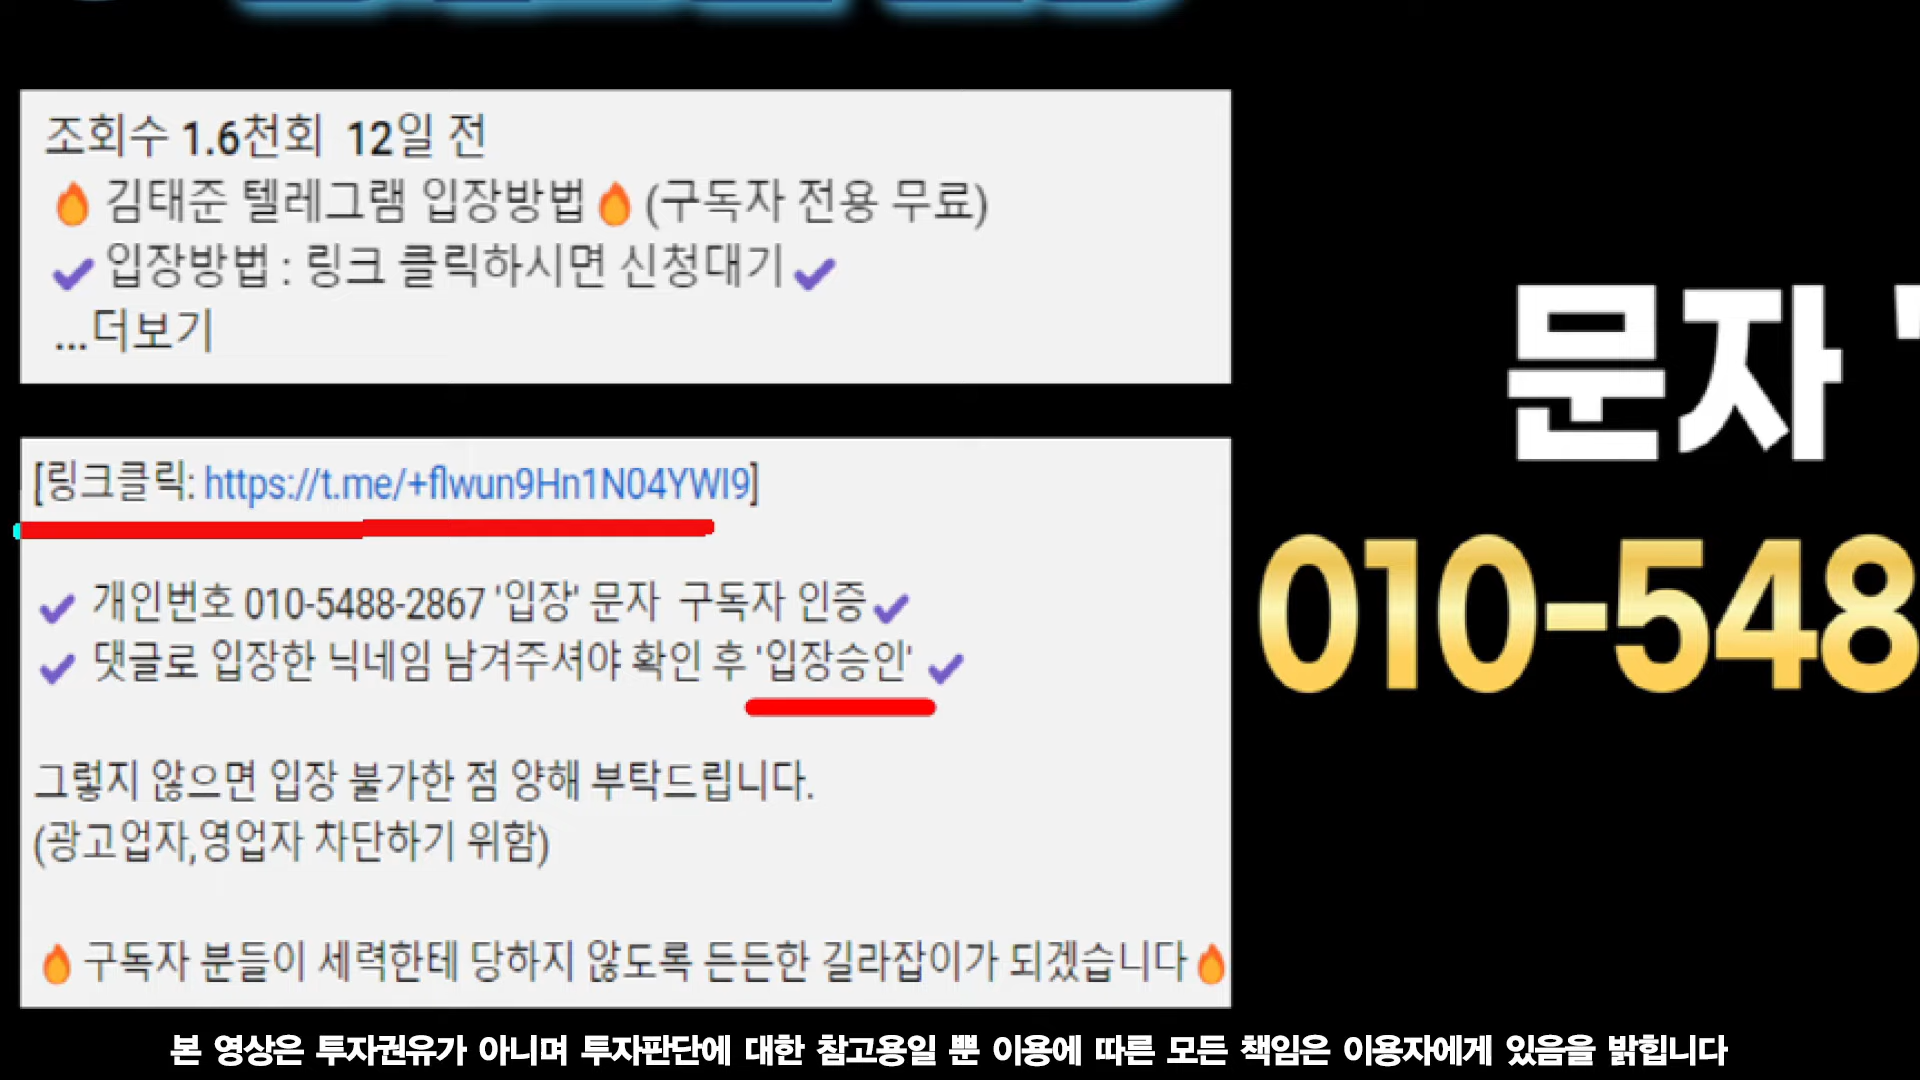 조회수 1.6천회 12일 전
🔥 김태준 텔레그램 입장방법🔥 (구독자 전용 무료)
✔ 입장방법 : 링크 클릭하시면 신청대기 ✔
...더보기
[링크클릭: https://t.me/+flwun9Hn1N04YWI9]
✔ 개인번호 010-5488-2867 '입장' 문자 구독자 인증 ✔
✔ 댓글로 입장한 닉네임 남겨주셔야 확인 후 '입장승인' ✔
그렇지 않으면 입장 불가한 점 양해 부탁드립니다.
(광고업자,영업자 차단하기 위함)
🔥 구독자 분들이 세력한테 당하지 않도록 든든한 길라잡이가 되겠습니다🔥
문자 '
010-548
본 영상은 투자권유가 아니며 투자판단에 대한 참고용일 뿐 이용에 따른 모든 책임은 이용자에게 있음을 밝힙니다